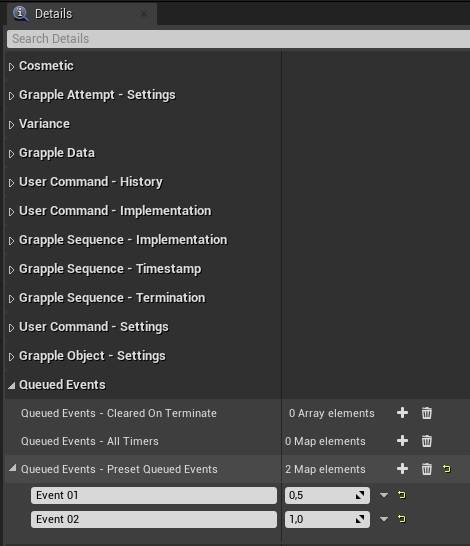 Details
Search Details
Cosmetic
Grapple Attempt - Settings
Variance
Grapple Data
User Command - History
User Command - Implementation
Grapple Sequence - Implementation
Grapple Sequence - Timestamp
Grapple Sequence - Termination
User Command - Settings
Grapple Object - Settings
Queued Events
Queued Events - Cleared On Terminate 0 Array elements
Queued Events - All Timers 0 Map elements
Queued Events - Preset Queued Events 2 Map elements
Event 01 0,5
Event 02 1,0